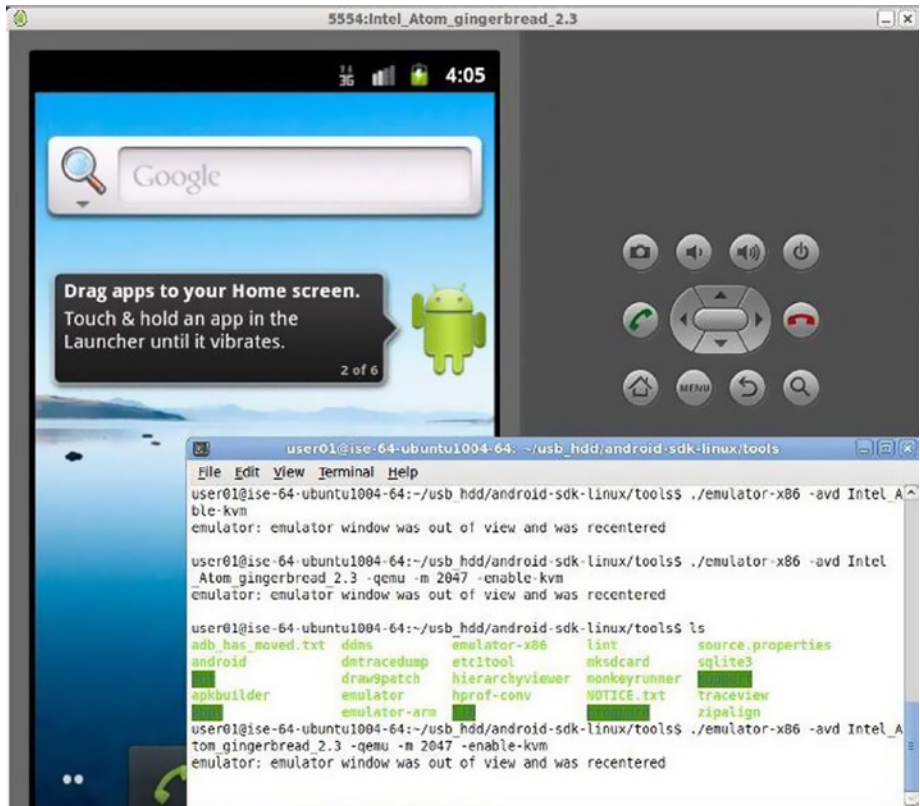 5554:Intel_Atom_gingerbread_2.3
3G
4:05
Google
Drag apps to your Home screen.
Touch & hold an app in the
Launcher until it vibrates.
2 of 6
MENU
user01@ise-64-ubuntu1004-64: ~/usb_hdd/android-sdk-linux/tools
File Edit View Terminal Help
user01@ise-64-ubuntu1004-64:~/usb_hdd/android-sdk-linux/tools$ ./emulator-x86 -avd Intel_A
ble-kvm
emulator: emulator window was out of view and was recentered
user01@ise-64-ubuntu1004-64:~/usb_hdd/android-sdk-linux/tools$ ./emulator-x86 -avd Intel
_Atom_gingerbread_2.3 -qemu -m 2047 -enable-kvm
emulator: emulator window was out of view and was recentered
user01@ise-64-ubuntu1004-64:~/usb_hdd/android-sdk-linux/tools$ ls
adb_has_moved.txt ddms emulator-x86 lint source.properties
android dmtracedump etc1tool mksdcard sqlite3
draw9patch hierarchyviewer monkeyrunner support
apkbuilder emulator hprof-conv NOTICE.txt traceview
emulator-arm lib proguard zipalign
user01@ise-64-ubuntu1004-64:~/usb_hdd/android-sdk-linux/tools$ ./emulator-x86 -avd Intel_A
tom_gingerbread_2.3 -qemu -m 2047 -enable-kvm
emulator: emulator window was out of view and was recentered